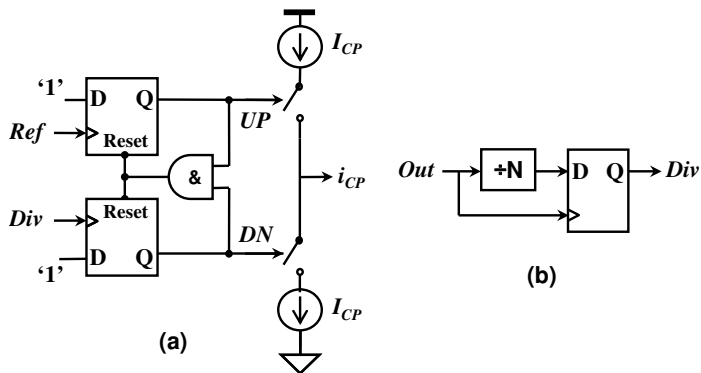 I_CP
'1'
D Q
Ref
Reset
UP
&
i_CP
Reset
Div
DN
'1'
D Q
I_CP
(a)
Out
÷N
D Q
Div
(b)